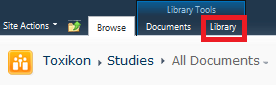 Library Tools
Site Actions Browse Documents Library
Toxikon Studies All Documents